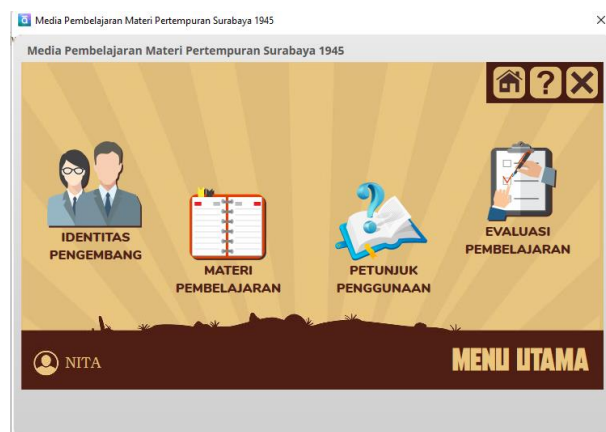 Media Pembelajaran Materi Pertempuran Surabaya 1945
Media Pembelajaran Materi Pertempuran Surabaya 1945
?
IDENTITAS
PENGEMBANG
MATERI
PEMBELAJARAN
PETUNJUK
PENGGUNAAN
EVALUASI
PEMBELAJARAN
NITA
MENU UTAMA